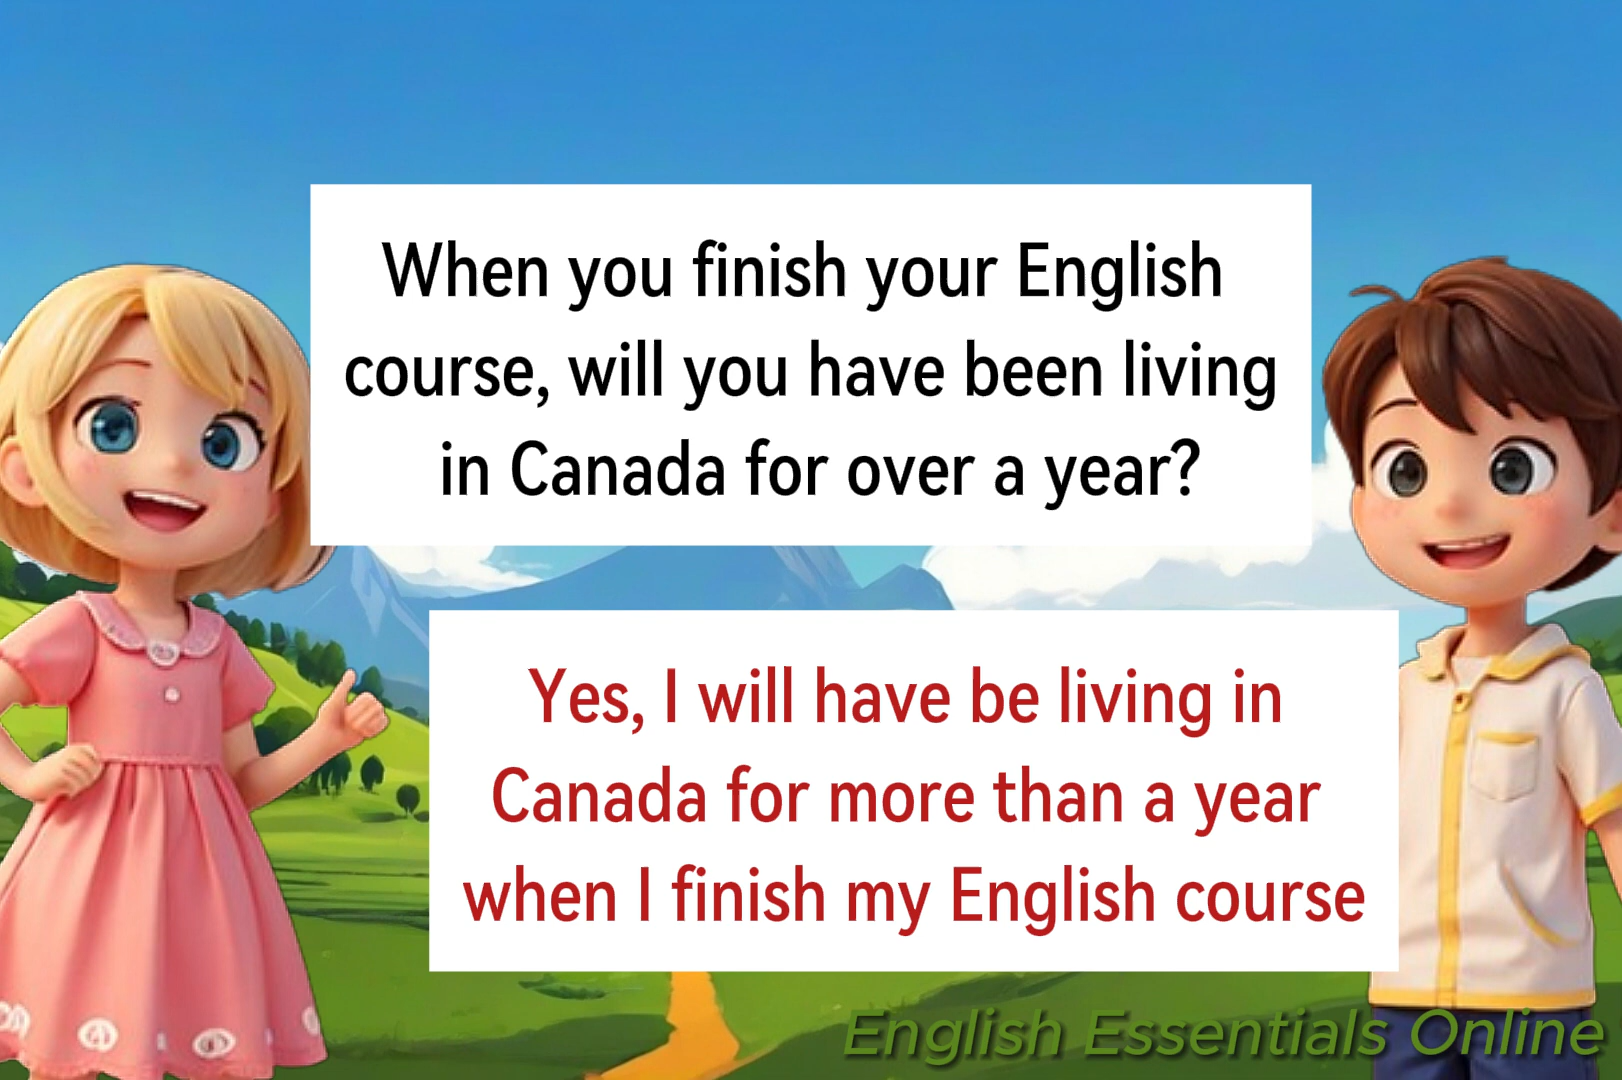 When you finish your English
course, will you have been living
in Canada for over a year?
Yes, I will have be living in
Canada for more than a year
when I finish my English course
English Essentials Online